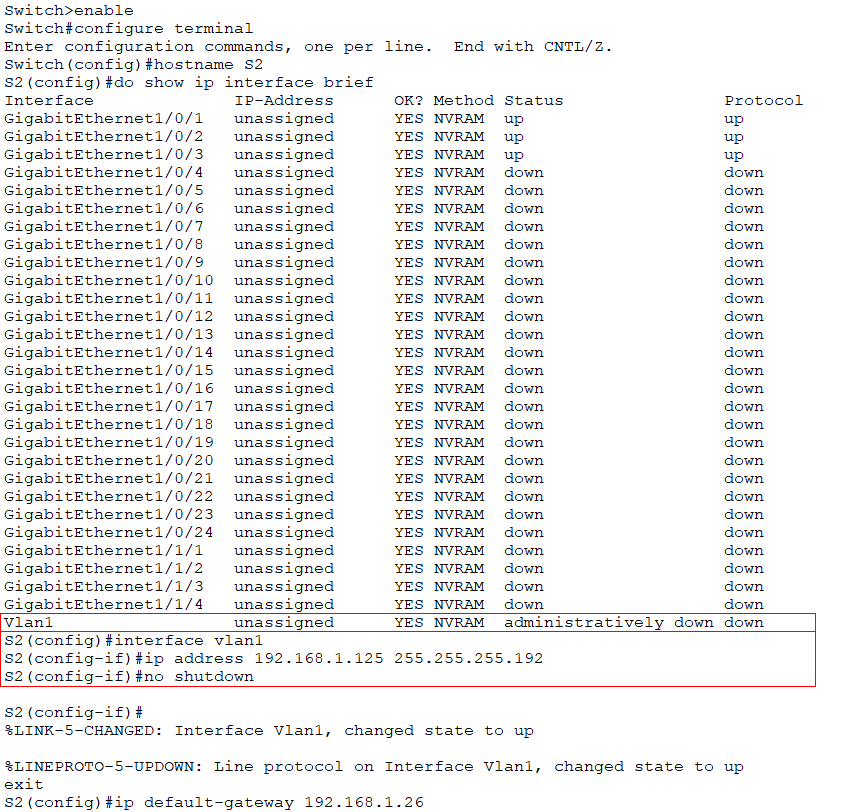 Switch>enable
Switch#configure terminal
Enter configuration commands, one per line.  End with CNTL/Z.
Switch(config)#hostname S2
S2(config)#do show ip interface brief
Interface              IP-Address      OK? Method Status                Protocol
GigabitEthernet1/0/1   unassigned      YES NVRAM  up                    up
GigabitEthernet1/0/2   unassigned      YES NVRAM  up                    up
GigabitEthernet1/0/3   unassigned      YES NVRAM  up                    up
GigabitEthernet1/0/4   unassigned      YES NVRAM  down                  down
GigabitEthernet1/0/5   unassigned      YES NVRAM  down                  down
GigabitEthernet1/0/6   unassigned      YES NVRAM  down                  down
GigabitEthernet1/0/7   unassigned      YES NVRAM  down                  down
GigabitEthernet1/0/8   unassigned      YES NVRAM  down                  down
GigabitEthernet1/0/9   unassigned      YES NVRAM  down                  down
GigabitEthernet1/0/10  unassigned      YES NVRAM  down                  down
GigabitEthernet1/0/11  unassigned      YES NVRAM  down                  down
GigabitEthernet1/0/12  unassigned      YES NVRAM  down                  down
GigabitEthernet1/0/13  unassigned      YES NVRAM  down                  down
GigabitEthernet1/0/14  unassigned      YES NVRAM  down                  down
GigabitEthernet1/0/15  unassigned      YES NVRAM  down                  down
GigabitEthernet1/0/16  unassigned      YES NVRAM  down                  down
GigabitEthernet1/0/17  unassigned      YES NVRAM  down                  down
GigabitEthernet1/0/18  unassigned      YES NVRAM  down                  down
GigabitEthernet1/0/19  unassigned      YES NVRAM  down                  down
GigabitEthernet1/0/20  unassigned      YES NVRAM  down                  down
GigabitEthernet1/0/21  unassigned      YES NVRAM  down                  down
GigabitEthernet1/0/22  unassigned      YES NVRAM  down                  down
GigabitEthernet1/0/23  unassigned      YES NVRAM  down                  down
GigabitEthernet1/0/24  unassigned      YES NVRAM  down                  down
GigabitEthernet1/1/1   unassigned      YES NVRAM  down                  down
GigabitEthernet1/1/2   unassigned      YES NVRAM  down                  down
GigabitEthernet1/1/3   unassigned      YES NVRAM  down                  down
GigabitEthernet1/1/4   unassigned      YES NVRAM  down                  down
Vlan1                  unassigned      YES NVRAM  administratively down down
S2(config)#interface vlan1
S2(config-if)#ip address 192.168.1.125 255.255.255.192
S2(config-if)#no shutdown
S2(config-if)#
%LINK-5-CHANGED: Interface Vlan1, changed state to up
%LINEPROTO-5-UPDOWN: Line protocol on Interface Vlan1, changed state to up
exit
S2(config)#ip default-gateway 192.168.1.26